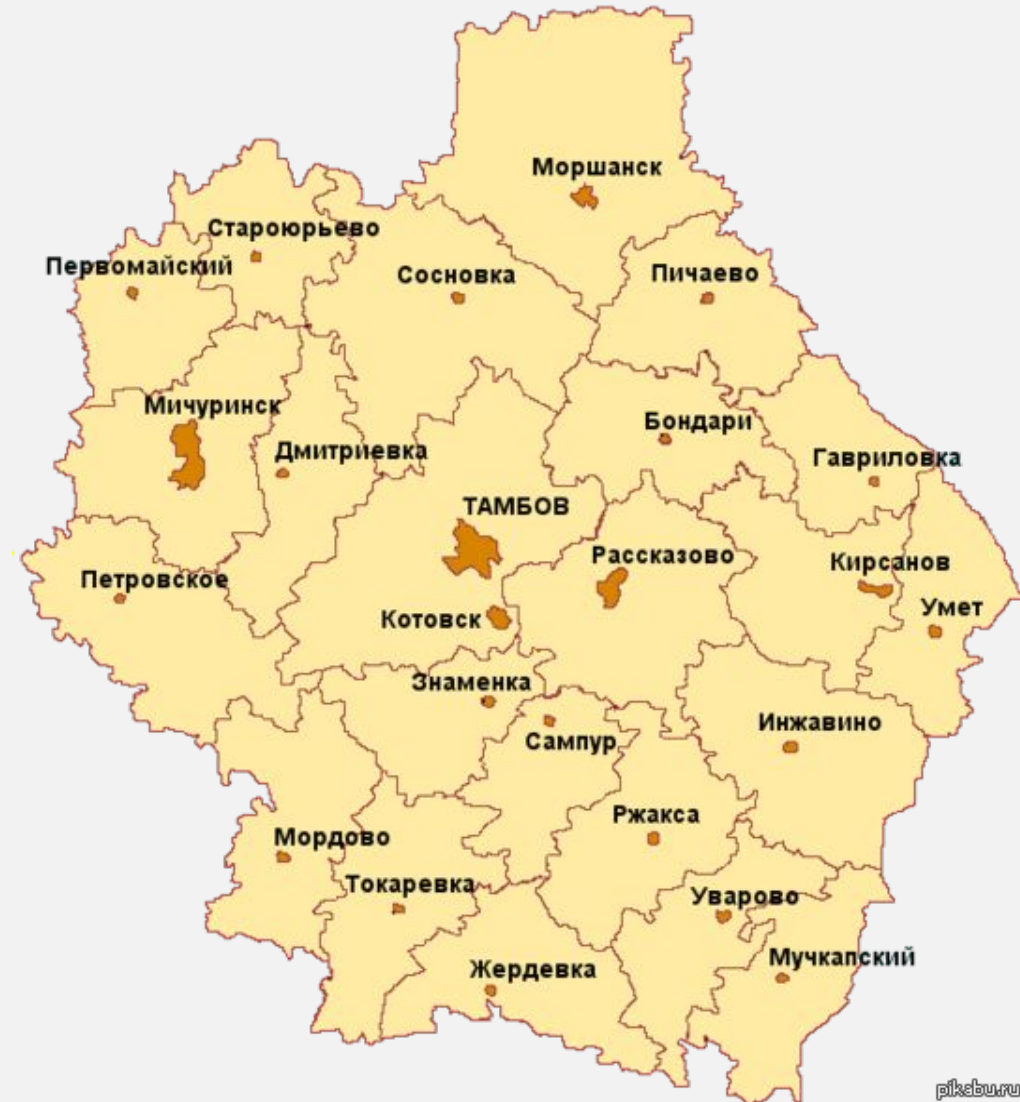 Моршанск
Староюрьево
Первомайский
Сосновка
Пичаево
Мичуринск
Бондари
Дмитриевка
Гавриловка
ТАМБОВ
Рассказово
Кирсанов
Петровское
Умет
Котовск
Знаменка
Инжавино
Сампур
Ржакса
Мордово
Токаревка
Уварово
Мучкапский
Жердевка
pikabu.ru